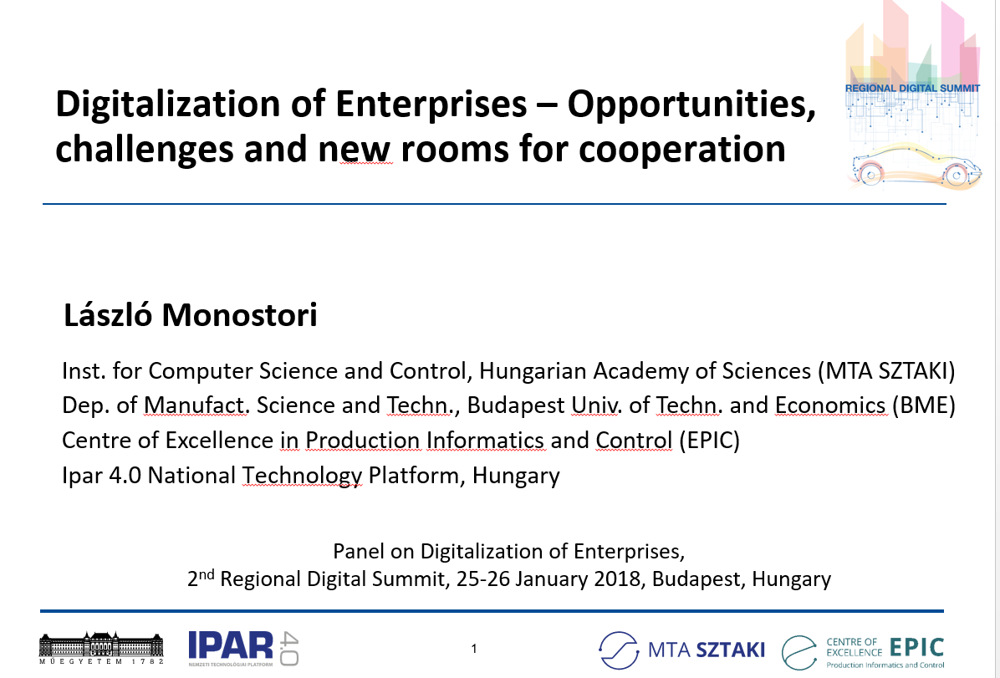 REGIONAL DIGITAL SUMMIT
Digitalization of Enterprises – Opportunities,
challenges and new rooms for cooperation
László Monostori
Inst. for Computer Science and Control, Hungarian Academy of Sciences (MTA SZTAKI)
Dep. of Manufact. Science and Techn., Budapest Univ. of Techn. and Economics (BME)
Centre of Excellence in Production Informatics and Control (EPIC)
Ipar 4.0 National Technology Platform, Hungary
Panel on Digitalization of Enterprises,
2nd Regional Digital Summit, 25-26 January 2018, Budapest, Hungary
MŰEGYETEM 1782
IPAR 4.0
NEMZETI TECHNOLÓGIAI PLATFORM
1
MTA SZTAKI
CENTRE OF
EXCELLENCE EPIC
Production Informatics and Control